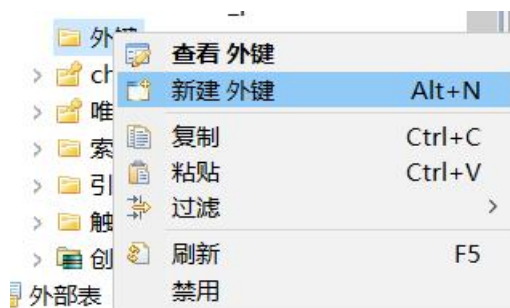 外键
查看 外键
ch
新建 外键 Alt+N
唯
索
复制 Ctrl+C
引
粘贴 Ctrl+V
触
过滤
创
刷新 F5
外部表
禁用